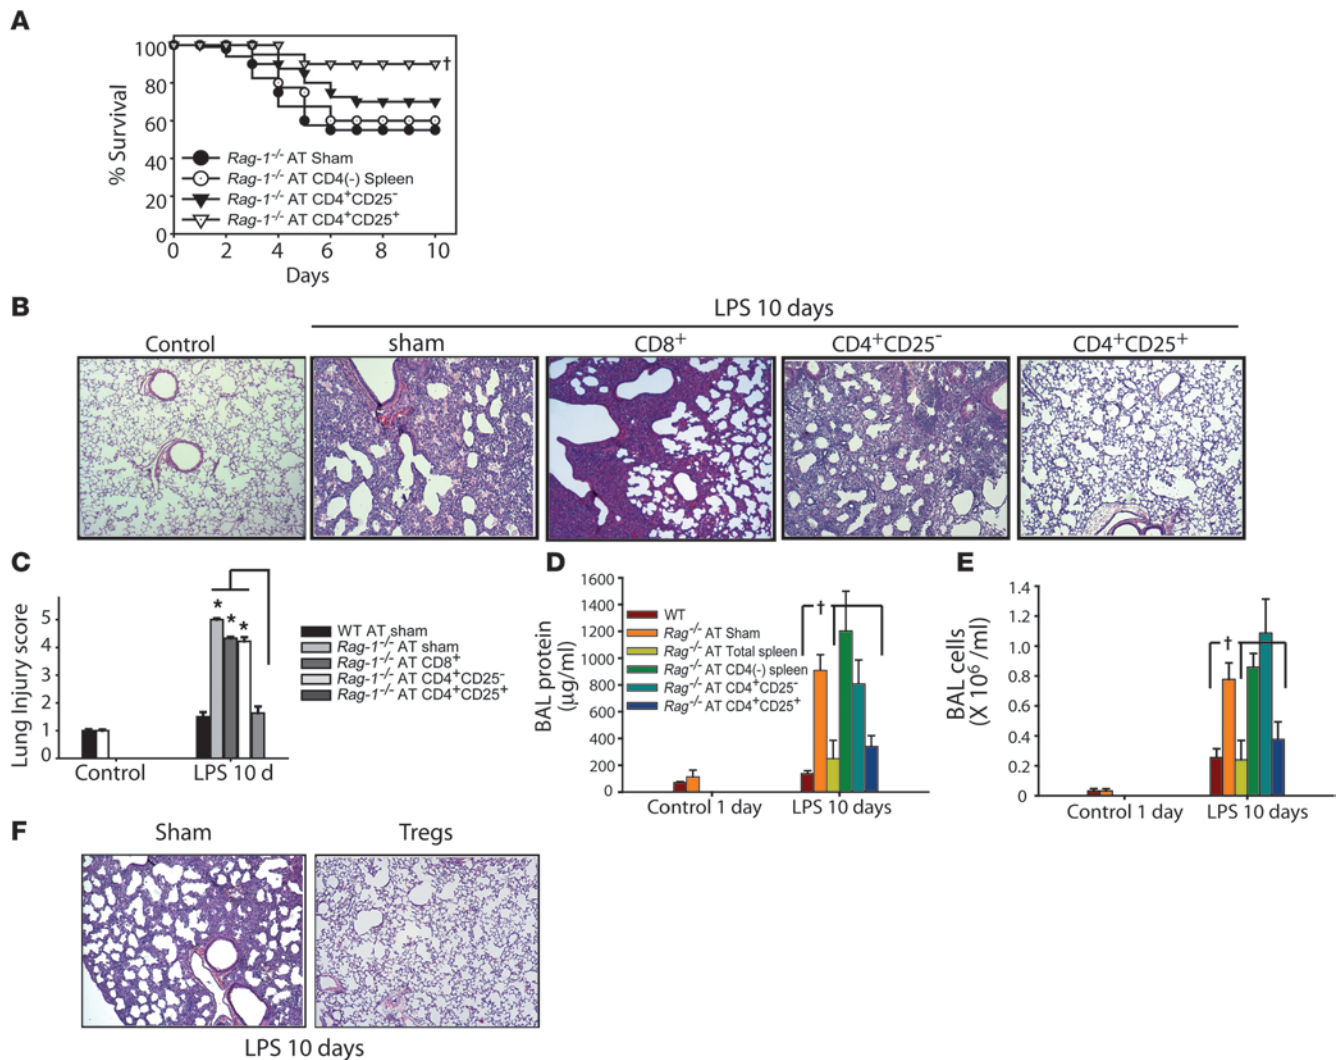 A
% Survival
100
80
60
40
20
0
Rag-1⁻/⁻ AT Sham
Rag-1⁻/⁻ AT CD4(-) Spleen
Rag-1⁻/⁻ AT CD4⁺CD25⁻
Rag-1⁻/⁻ AT CD4⁺CD25⁺
†
0 2 4 6 8 10
Days
B
LPS 10 days
Control sham CD8⁺ CD4⁺CD25⁻ CD4⁺CD25⁺
C
Lung Injury score
5
4
3
2
1
0
* * *
Control LPS 10 d
WT AT sham
Rag-1⁻/⁻ AT sham
Rag-1⁻/⁻ AT CD8⁺
Rag-1⁻/⁻ AT CD4⁺CD25⁻
Rag-1⁻/⁻ AT CD4⁺CD25⁺
D
BAL protein
(µg/ml)
1600
1400
1200
1000
800
600
400
200
0
WT
Rag⁻/⁻ AT Sham
Rag⁻/⁻ AT Total spleen
Rag⁻/⁻ AT CD4(-) spleen
Rag⁻/⁻ AT CD4⁺CD25⁻
Rag⁻/⁻ AT CD4⁺CD25⁺
†
Control 1 day LPS 10 days
E
BAL cells
(X 10⁶/ml)
1.4
1.2
1.0
0.8
0.6
0.4
0.2
0
†
Control 1 day LPS 10 days
F
Sham Tregs
LPS 10 days